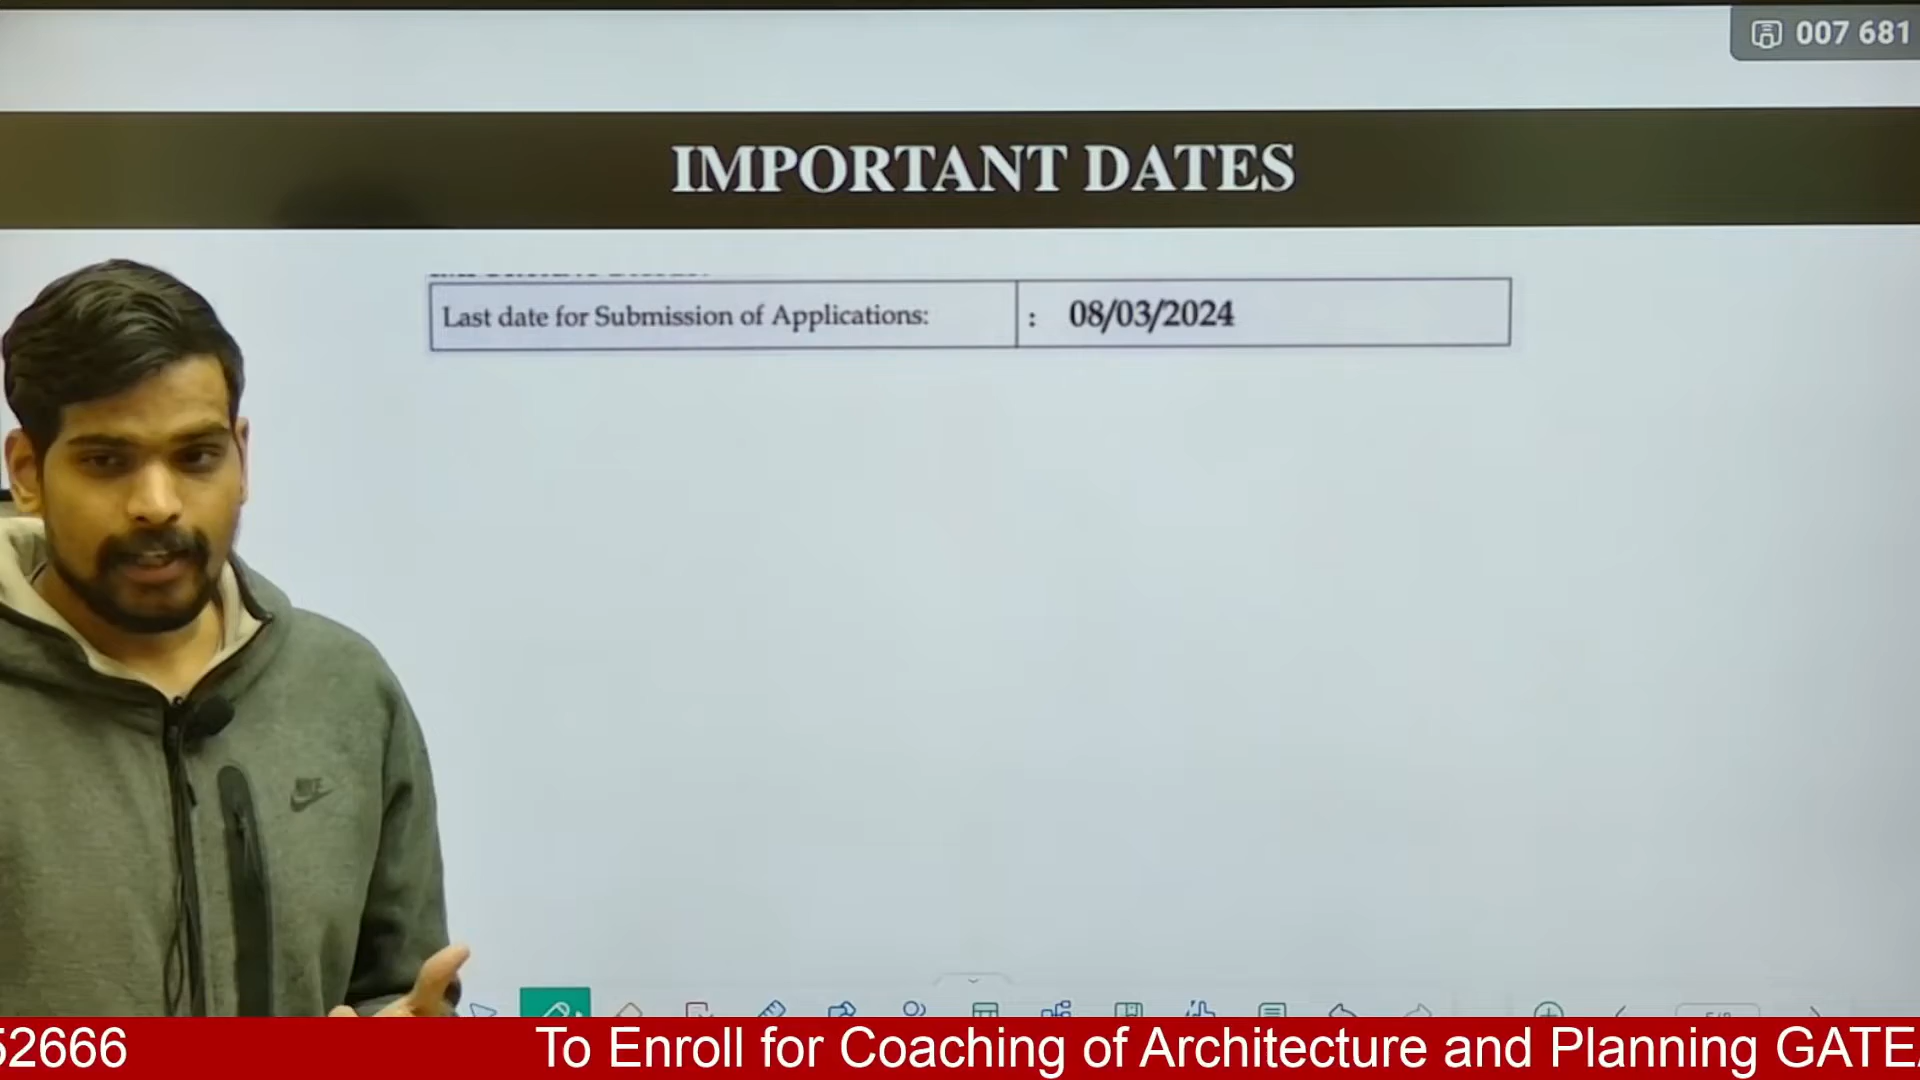 007 681
IMPORTANT DATES
Last date for Submission of Applications: : 08/03/2024
NIKE
52666 To Enroll for Coaching of Architecture and Planning GATE